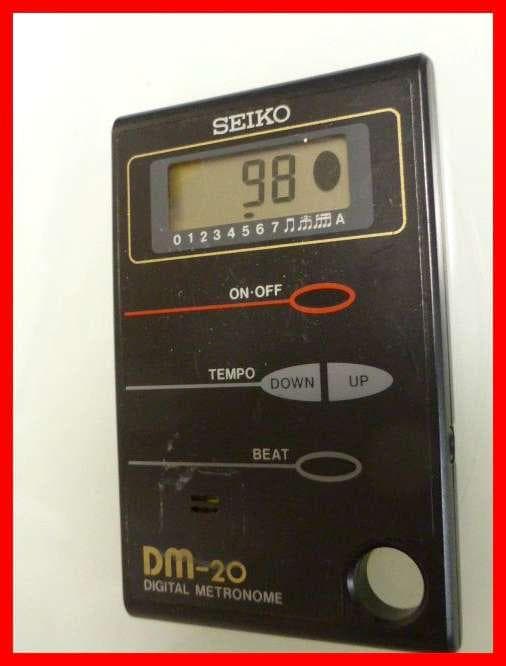 SEIKO
98
0 1 2 3 4 5 6 7 A
ON·OFF
TEMPO DOWN UP
BEAT
DM-20
DIGITAL METRONOME